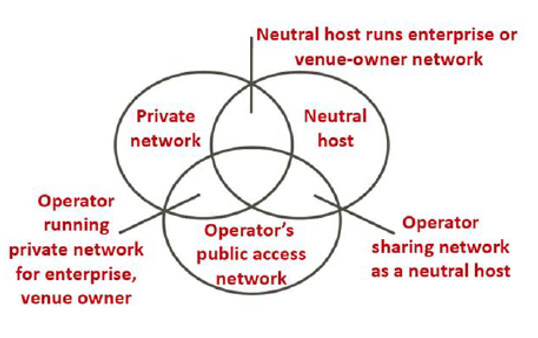 Neutral host runs enterprise or
venue-owner network
Private
network
Neutral
host
Operator
running
private network
for enterprise,
venue owner
Operator's
public access
network
Operator
sharing network
as a neutral host